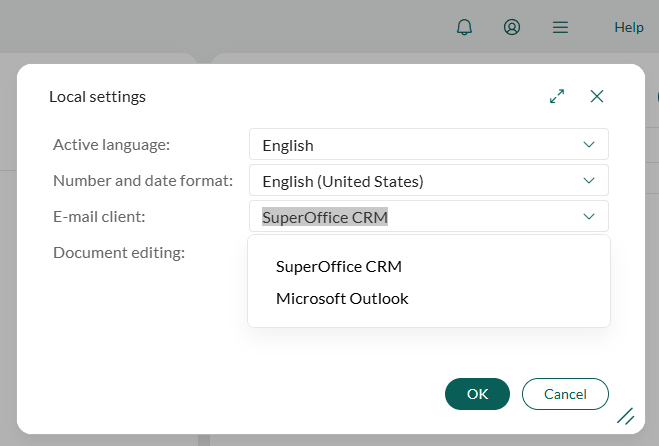 Help
Local settings
Active language: English
Number and date format: English (United States)
E-mail client: SuperOffice CRM
Document editing:
SuperOffice CRM
Microsoft Outlook
OK Cancel